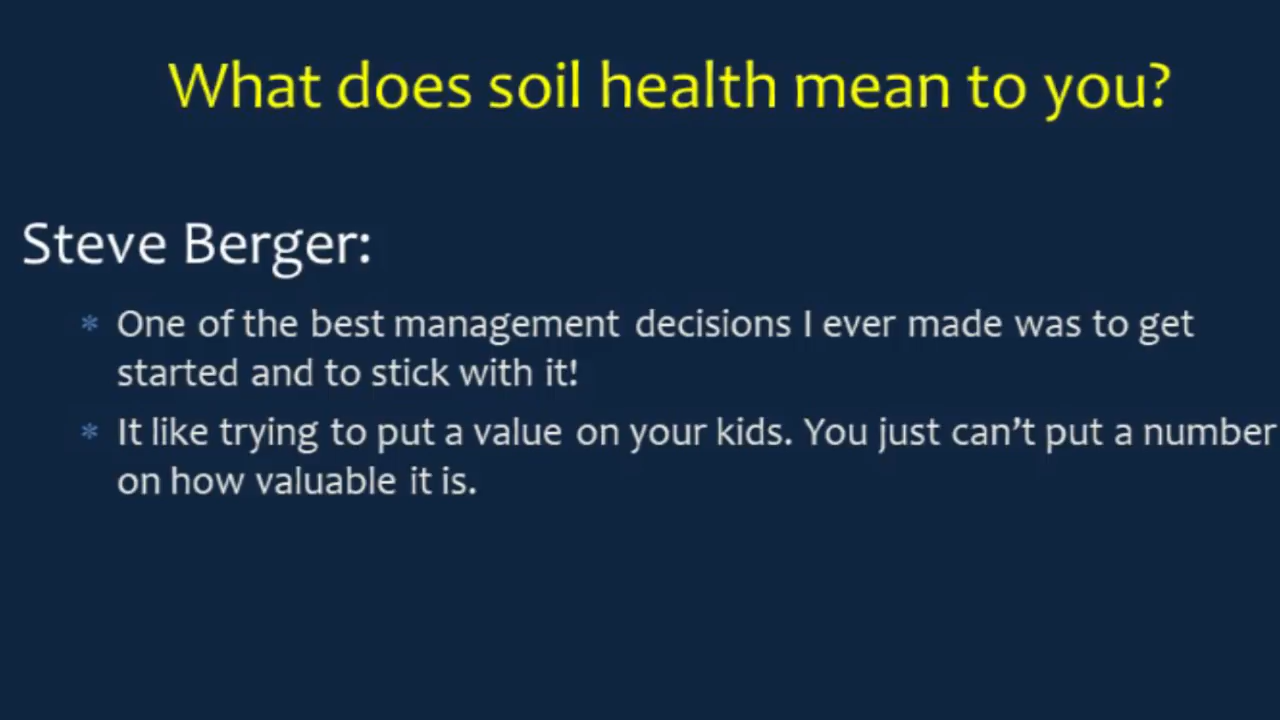 What does soil health mean to you?
Steve Berger:
* One of the best management decisions I ever made was to get
started and to stick with it!
* It like trying to put a value on your kids. You just can’t put a number
on how valuable it is.